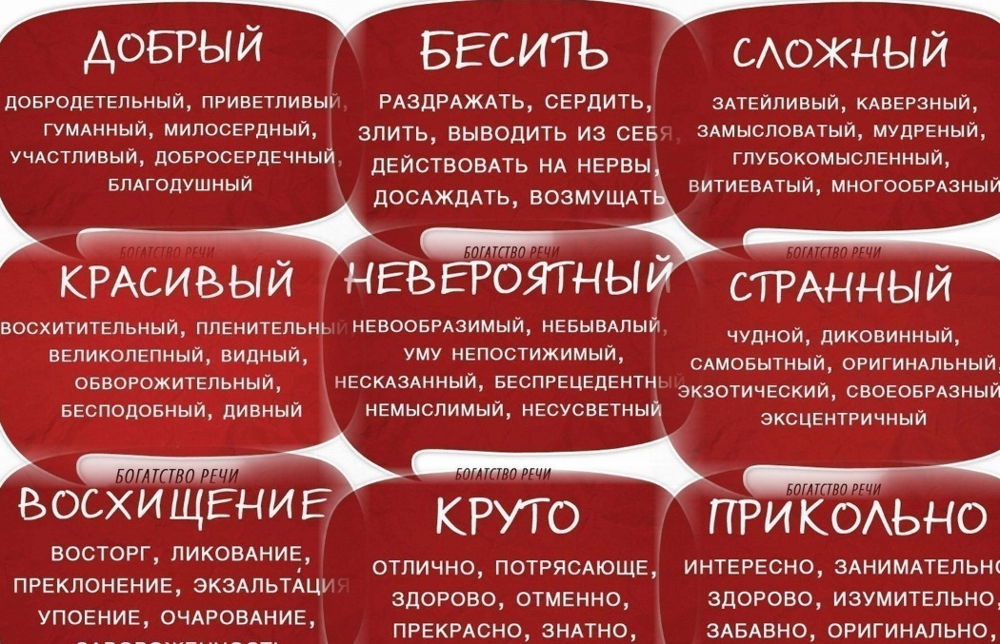 ДОБРЫЙ
ДОБРОДЕТЕЛЬНЫЙ, ПРИВЕТЛИВЫЙ,
ГУМАННЫЙ, МИЛОСЕРДНЫЙ,
УЧАСТЛИВЫЙ, ДОБРОСЕРДЕЧНЫЙ,
БЛАГОДУШНЫЙ
БОГАТСТВО РЕЧИ
БЕСИТЬ
РАЗДРАЖАТЬ, СЕРДИТЬ,
ЗЛИТЬ, ВЫВОДИТЬ ИЗ СЕБЯ,
ДЕЙСТВОВАТЬ НА НЕРВЫ,
ДОСАЖДАТЬ, ВОЗМУЩАТЬ
БОГАТСТВО РЕЧИ
СЛОЖНЫЙ
ЗАТЕЙЛИВЫЙ, КАВЕРЗНЫЙ,
ЗАМЫСЛОВАТЫЙ, МУДРЕНЫЙ,
ГЛУБОКОМЫСЛЕННЫЙ,
ВИТИЕВАТЫЙ, МНОГООБРАЗНЫЙ
БОГАТСТВО РЕЧИ
КРАСИВЫЙ
ВОСХИТИТЕЛЬНЫЙ, ПЛЕНИТЕЛЬНЫЙ,
ВЕЛИКОЛЕПНЫЙ, ВИДНЫЙ,
ОБВОРОЖИТЕЛЬНЫЙ,
БЕСПОДОБНЫЙ, ДИВНЫЙ
БОГАТСТВО РЕЧИ
НЕВЕРОЯТНЫЙ
НЕВООБРАЗИМЫЙ, НЕБЫВАЛЫЙ,
УМУ НЕПОСТИЖИМЫЙ,
НЕСКАЗАННЫЙ, БЕСПРЕЦЕДЕНТНЫЙ
НЕМЫСЛИМЫЙ, НЕСУСВЕТНЫЙ
БОГАТСТВО РЕЧИ
СТРАННЫЙ
ЧУДНОЙ, ДИКОВИННЫЙ,
САМОБЫТНЫЙ, ОРИГИНАЛЬНЫЙ,
ЭКЗОТИЧЕСКИЙ, СВОЕОБРАЗНЫЙ
ЭКСЦЕНТРИЧНЫЙ
БОГАТСТВО РЕЧИ
ВОСХИЩЕНИЕ
ВОСТОРГ, ЛИКОВАНИЕ,
ПРЕКЛОНЕНИЕ, ЭКЗАЛЬТА́ЦИЯ
УПОЕНИЕ, ОЧАРОВАНИЕ,
КРУТО
ОТЛИЧНО, ПОТРЯСАЮЩЕ,
ЗДОРОВО, ОТМЕННО,
ПРЕКРАСНО, ЗНАТНО,
ПРИКОЛЬНО
ИНТЕРЕСНО, ЗАНИМАТЕЛЬНО
ЗДОРОВО, ИЗУМИТЕЛЬНО,
ЗАБАВНО, ОРИГИНАЛЬНО,